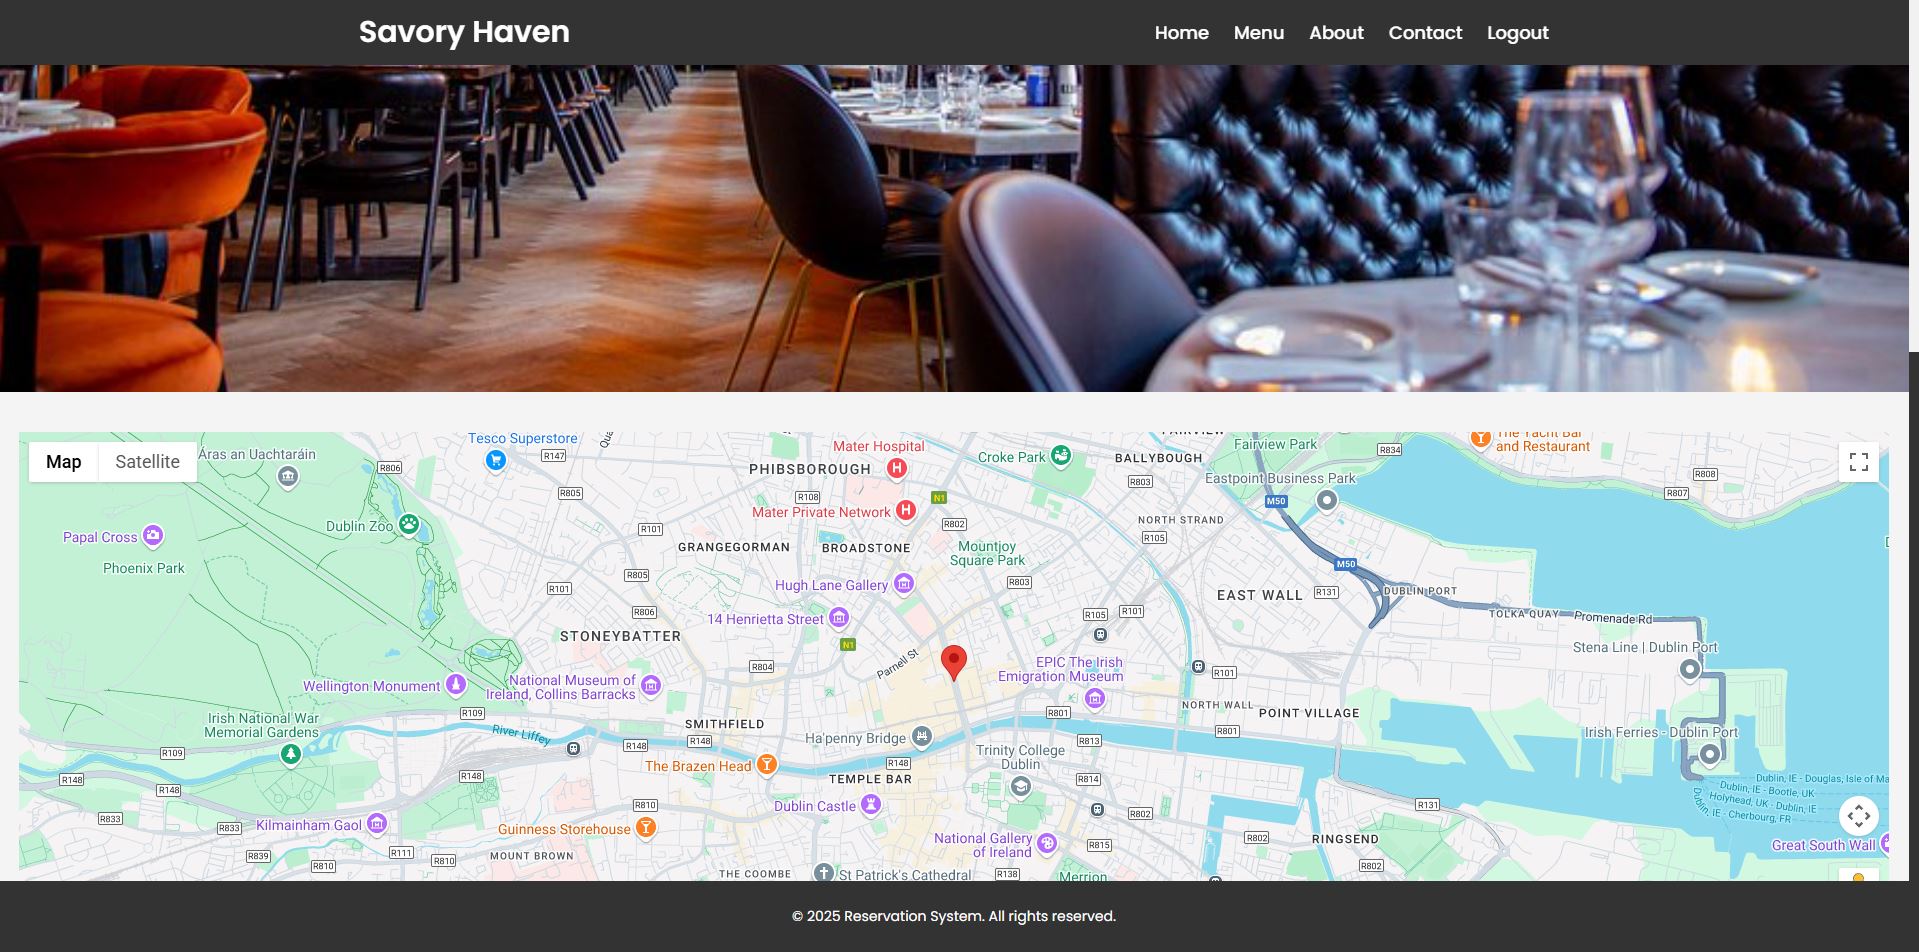 Savory Haven
Home
Menu
About
Contact
Logout
Map
Satellite
Áras an Uachtaráin
Tesco Superstore
R147
R806
R805
Mater Hospital
PHIBSBOROUGH
Croke Park
BALLYBOUGH
FAIRVIEW
Fairview Park
R834
The Yacht Bar
and Restaurant
R808
R807
Eastpoint Business Park
M50
R803
R108
N1
Mater Private Network
R802
NORTH STRAND
R105
Papal Cross
Phoenix Park
Dublin Zoo
R101
GRANGEGORMAN
BROADSTONE
Mountjoy
Square Park
M50
R805
R101
Hugh Lane Gallery
R803
EAST WALL
R131
DUBLIN PORT
R806
14 Henrietta Street
R105
R101
TOLKA QUAY
Promenade Rd
STONEYBATTER
N1
Parnell St
Stena Line | Dublin Port
R804
EPIC The Irish
Emigration Museum
R101
Wellington Monument
National Museum of
Ireland, Collins Barracks
R109
R801
NORTH WALL
POINT VILLAGE
Irish National War
Memorial Gardens
SMITHFIELD
River Liffey
R148
R148
Ha'penny Bridge
R813
R801
Irish Ferries - Dublin Port
R109
Trinity College
Dublin
The Brazen Head
R148
R148
R148
R148
TEMPLE BAR
R814
Dublin, IE - Douglas, Isle of Ma
Dublin, IE - Bootle, UK
Holyhead, UK - Dublin, IE
Dublin, IE - Cherbourg, FR
Dublin Castle
R810
R802
R131
R833
R833
Kilmainham Gaol
Guinness Storehouse
National Gallery
of Ireland
R815
R802
RINGSEND
Great South Wall
R839
R111
R810
R810
MOUNT BROWN
R802
THE COOMBE
St Patrick's Cathedral
R138
Merrion
© 2025 Reservation System. All rights reserved.